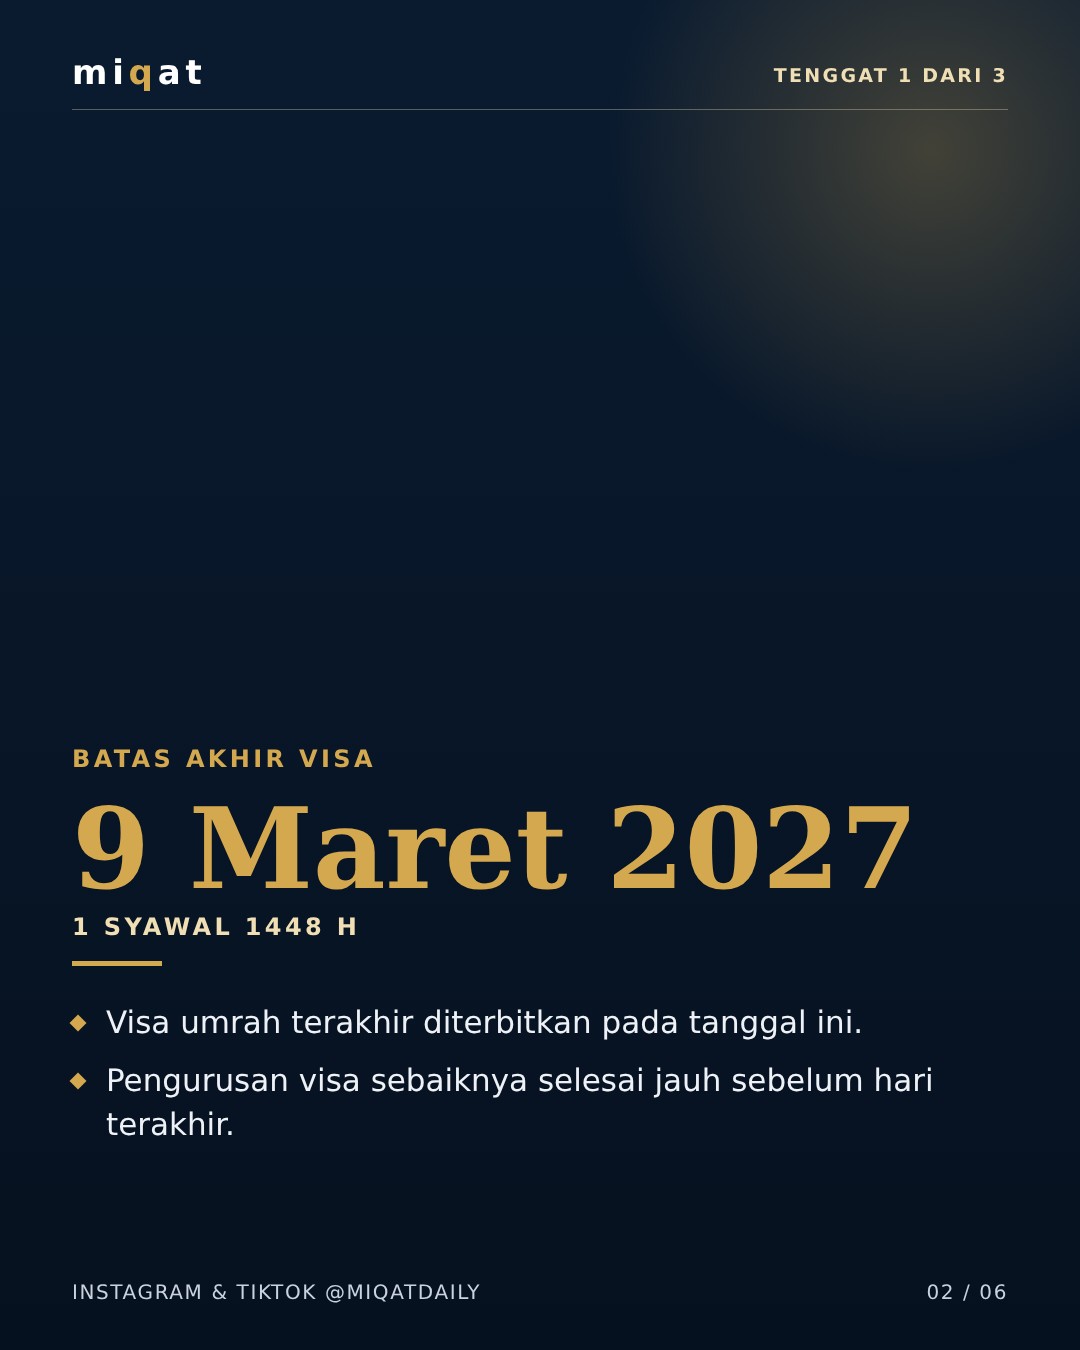 miqat
TENGGAT 1 DARI 3
BATAS AKHIR VISA
9 Maret 2027
1 SYAWAL 1448 H
Visa umrah terakhir diterbitkan pada tanggal ini.
Pengurusan visa sebaiknya selesai jauh sebelum hari
terakhir.
INSTAGRAM & TIKTOK @MIQATDAILY
02 / 06